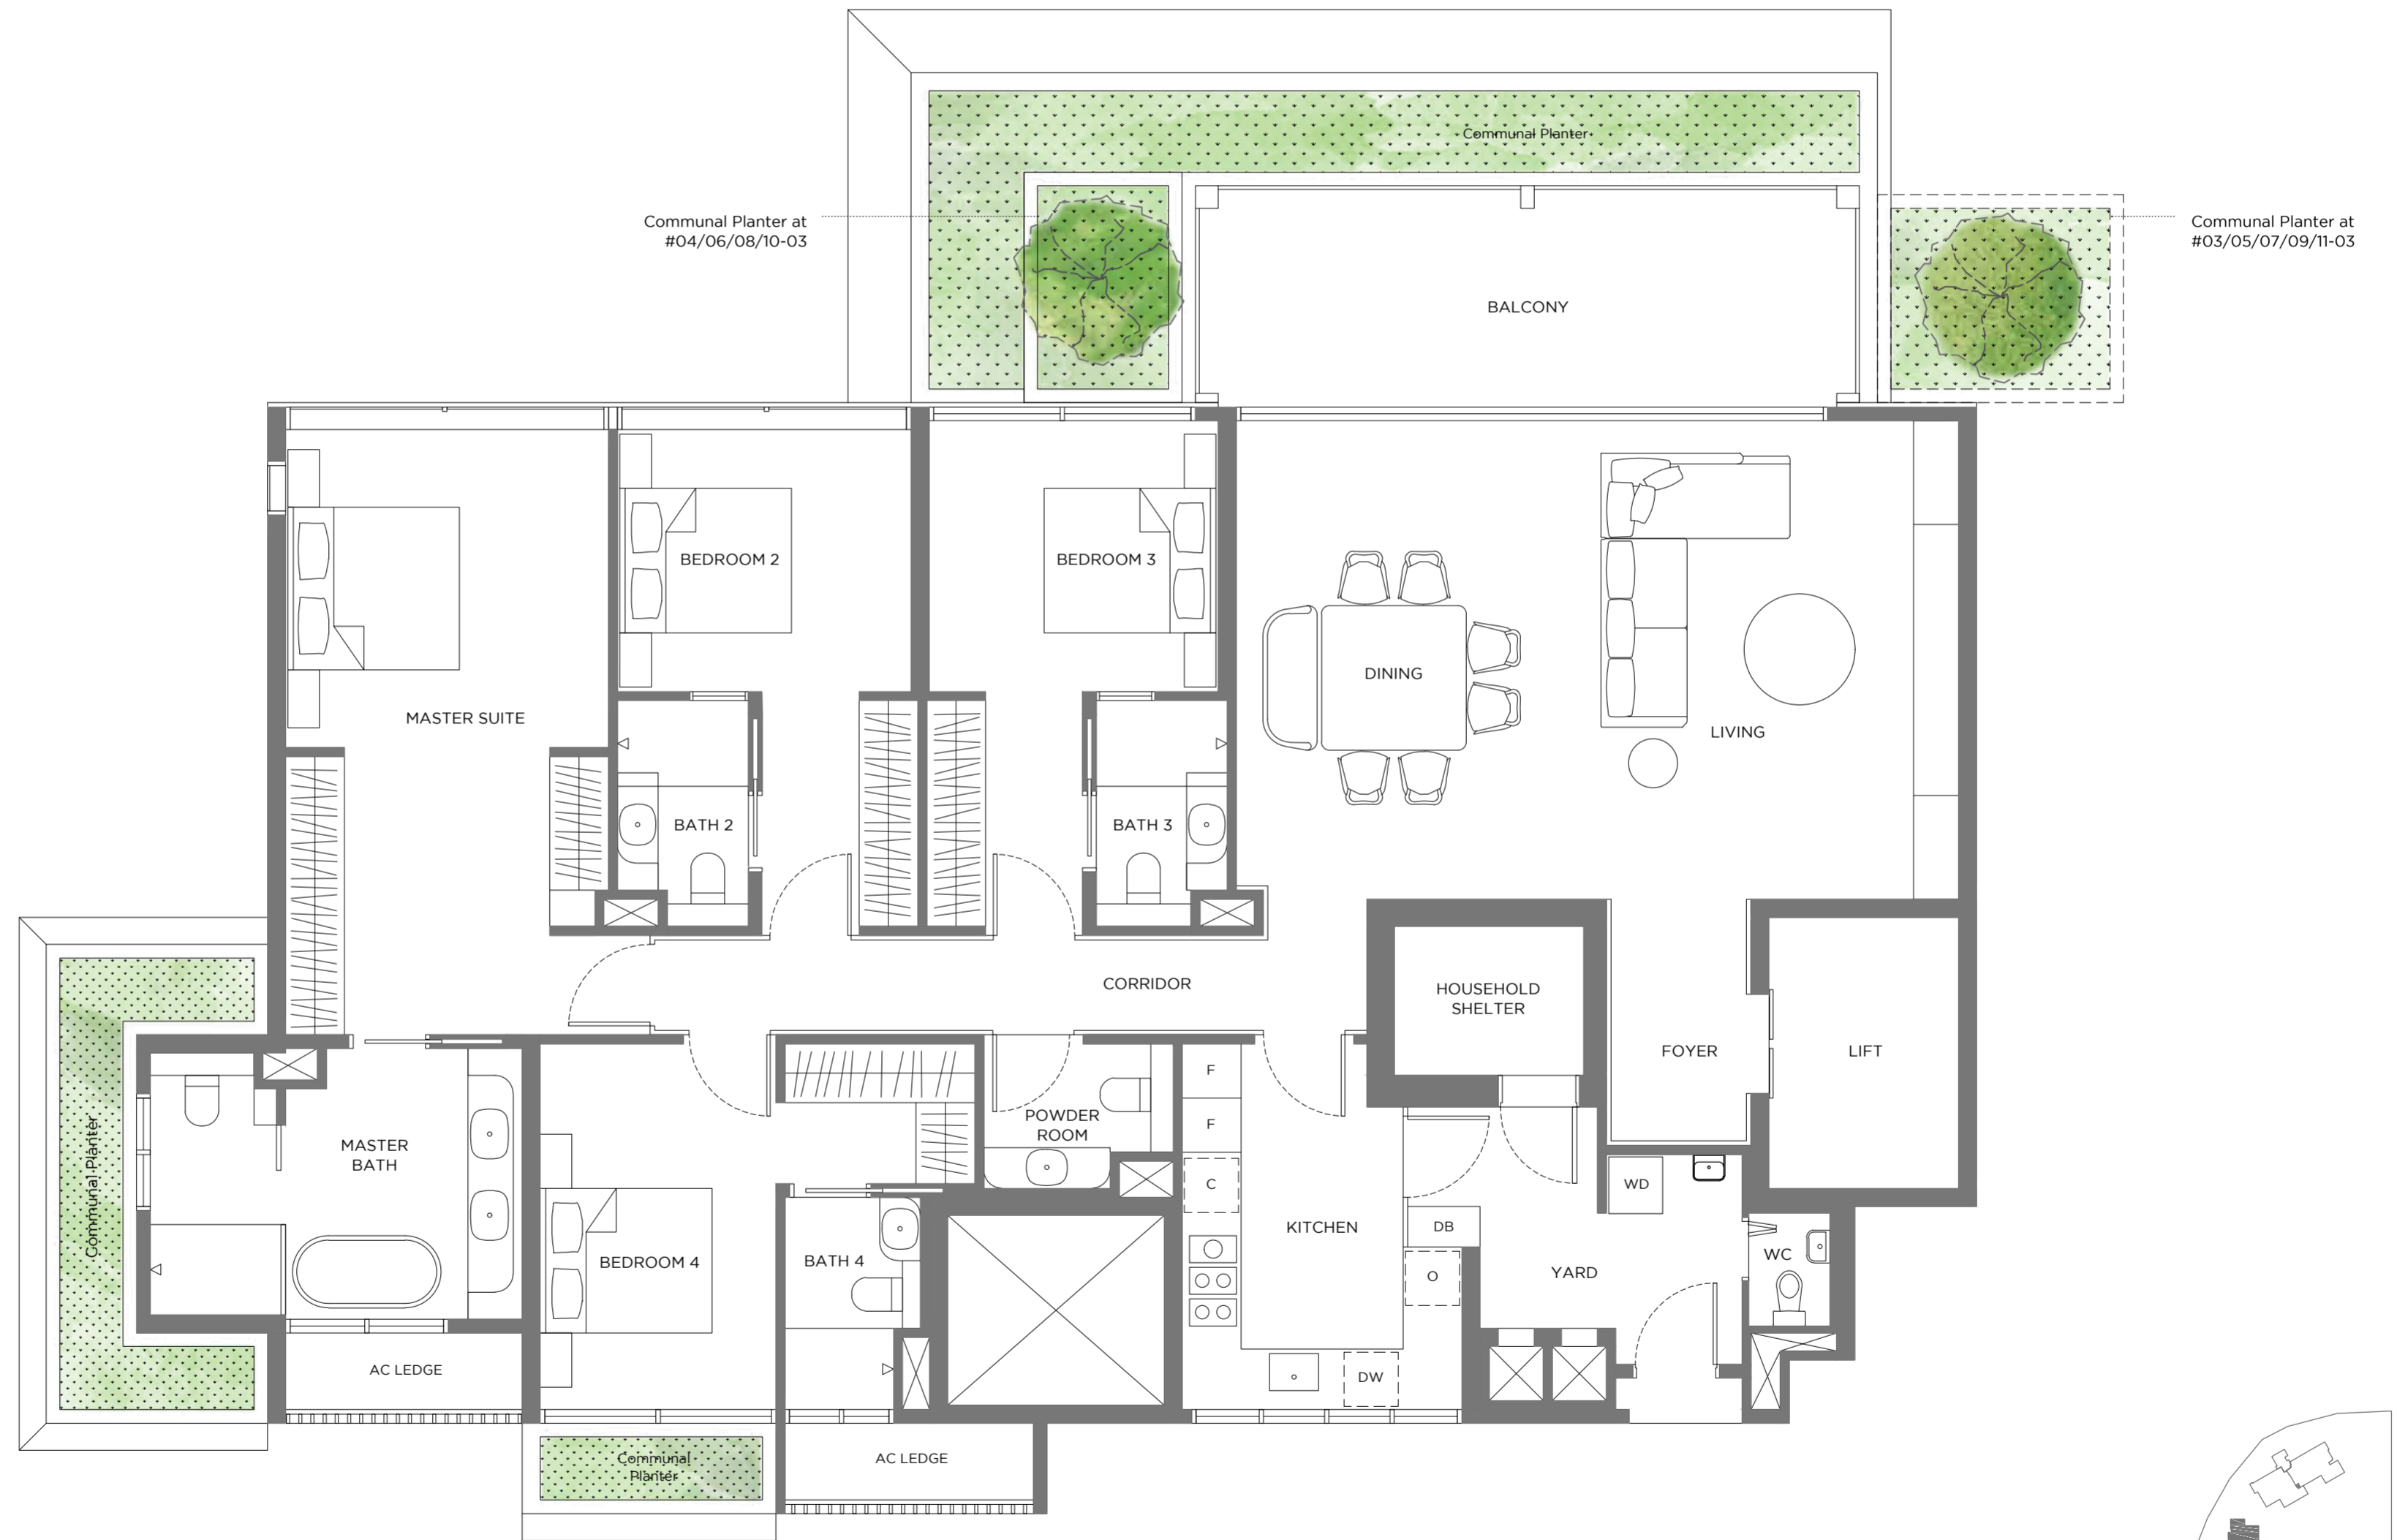 Communal Planter
Communal Planter at
#04/06/08/10-03
Communal Planter at
#03/05/07/09/11-03
BALCONY
BEDROOM 2
BEDROOM 3
DINING
MASTER SUITE
LIVING
BATH 2
BATH 3
CORRIDOR
HOUSEHOLD
SHELTER
FOYER
LIFT
F
POWDER
ROOM
F
MASTER
BATH
Communal Planter
C
WD
KITCHEN
DB
WC
BATH 4
BEDROOM 4
YARD
O
AC LEDGE
DW
Communal
Planter
AC LEDGE